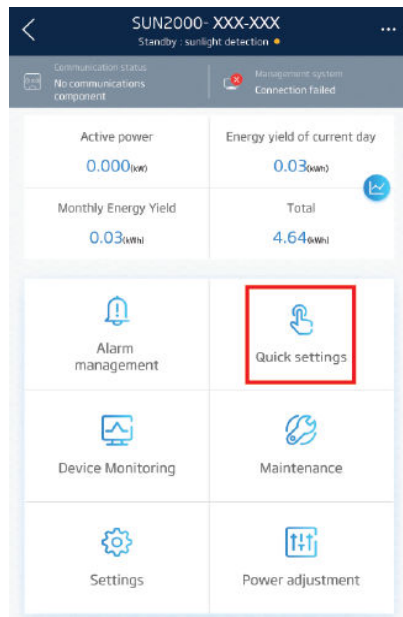 SUN2000- XXX-XXX
Standby : sunlight detection
Communication status
No communications
component
Management system
Connection failed
Active power
0.000(kW)
Energy yield of current day
0.03(kWh)
Monthly Energy Yield
0.03(kWh)
Total
4.64(kWh)
Alarm
management
Quick settings
Device Monitoring
Maintenance
Settings
Power adjustment